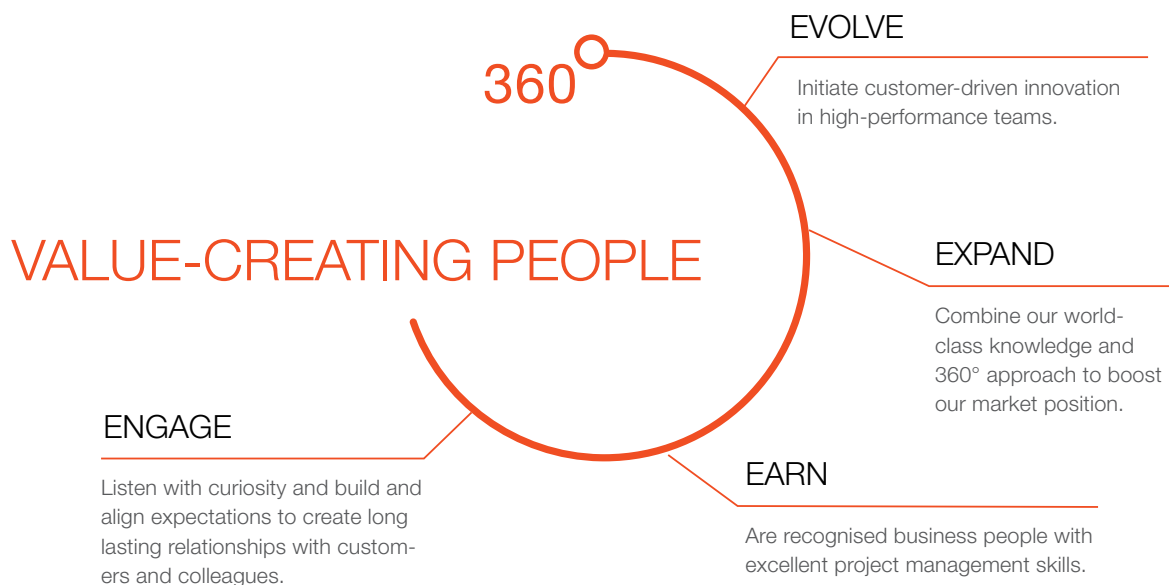 360°
VALUE-CREATING PEOPLE
EVOLVE
Initiate customer-driven innovation
in high-performance teams.
EXPAND
Combine our world-
class knowledge and
360° approach to boost
our market position.
EARN
Are recognised business people with
excellent project management skills.
ENGAGE
Listen with curiosity and build and
align expectations to create long
lasting relationships with custom-
ers and colleagues.